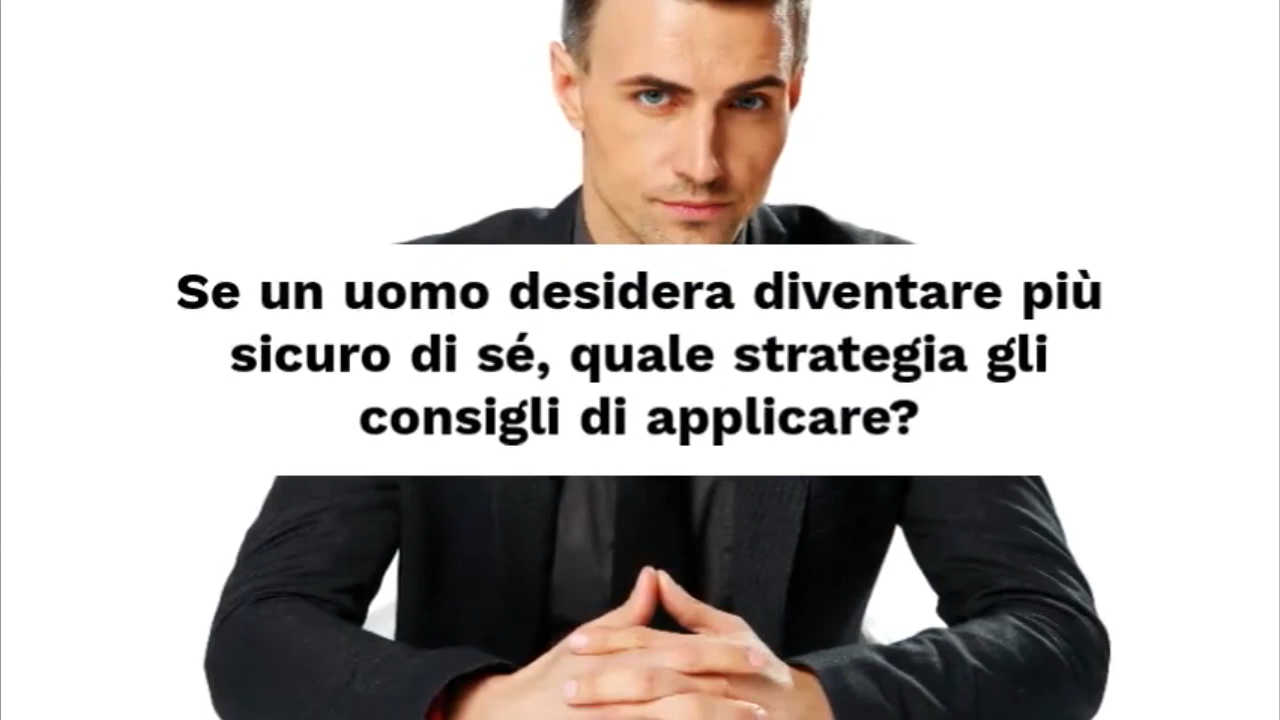 Se un uomo desidera diventare più
sicuro di sé, quale strategia gli
consigli di applicare?